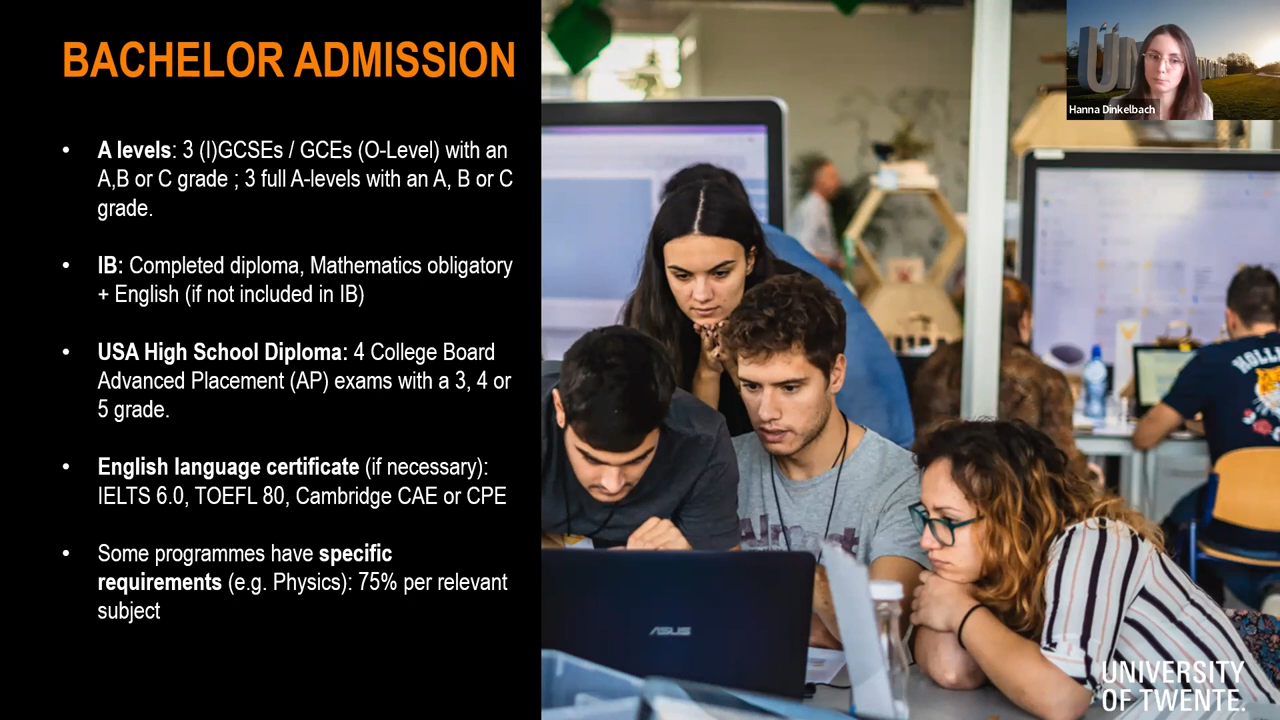 BACHELOR ADMISSION
• A levels: 3 (I)GCSEs / GCEs (O-Level) with an
A,B or C grade ; 3 full A-levels with an A, B or C
grade.
• IB: Completed diploma, Mathematics obligatory
+ English (if not included in IB)
• USA High School Diploma: 4 College Board
Advanced Placement (AP) exams with a 3, 4 or
5 grade.
• English language certificate (if necessary):
IELTS 6.0, TOEFL 80, Cambridge CAE or CPE
• Some programmes have specific
requirements (e.g. Physics): 75% per relevant
subject
Hanna Dinkelbach
ASUS
UNIVERSITY
OF TWENTE.